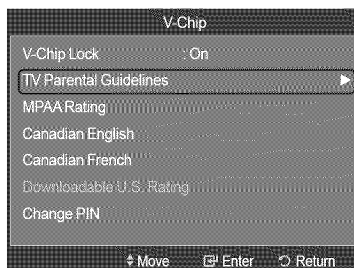 V-Chip
V-Chip Lock : On
TV Parental Guidelines
MPAA Rating
Canadian English
Canadian French
Downloadable U.S. Rating
Change PIN
Move Enter Return